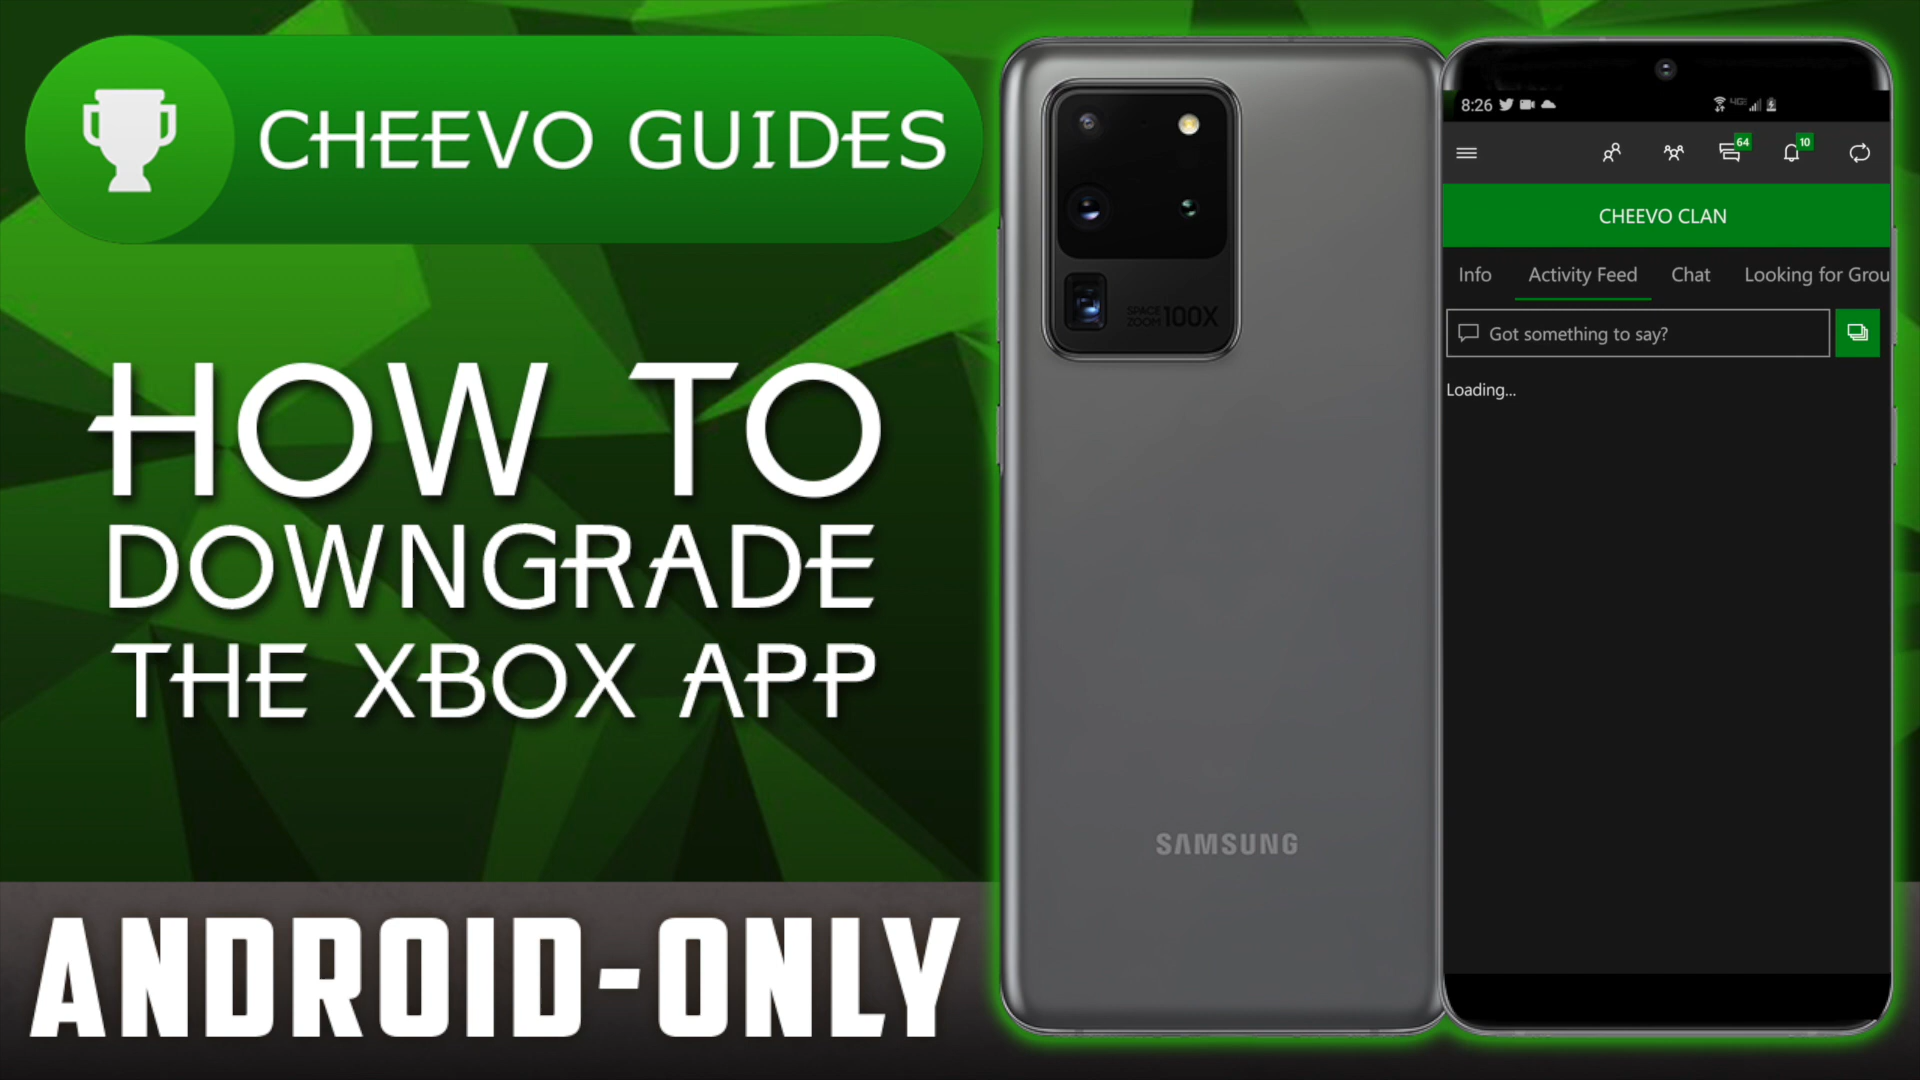 CHEEVO GUIDES
HOW TO
DOWNGRADE
THE XBOX APP
ANDROID-ONLY
SPACE
ZOOM 100X
SAMSUNG
8:26
64
10
CHEEVO CLAN
Info Activity Feed Chat Looking for Grou
Got something to say?
Loading...